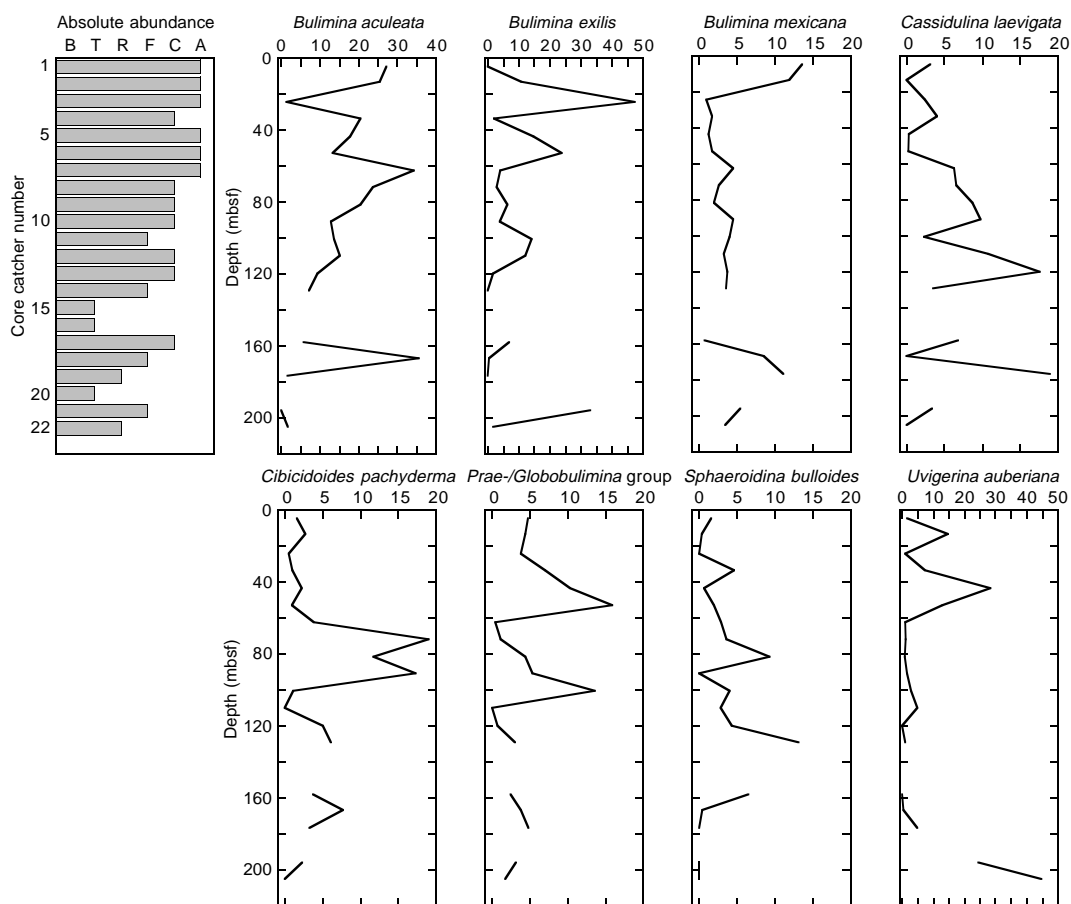 Absolute abundance
B T R F C A
Core catcher number
1
5
10
15
20
22
Bulimina aculeata
0 10 20 30 40
Bulimina exilis
0 10 20 30 40 50
Bulimina mexicana
0 5 10 15 20
Cassidulina laevigata
0 5 10 15 20
Depth (mbsf)
0
40
80
120
160
200
Cibicidoides pachyderma
0 5 10 15 20
Prae-/Globobulimina group
0 5 10 15 20
Sphaeroidina bulloides
0 5 10 15 20
Uvigerina auberiana
0 10 20 30 40 50
Depth (mbsf)
0
40
80
120
160
200